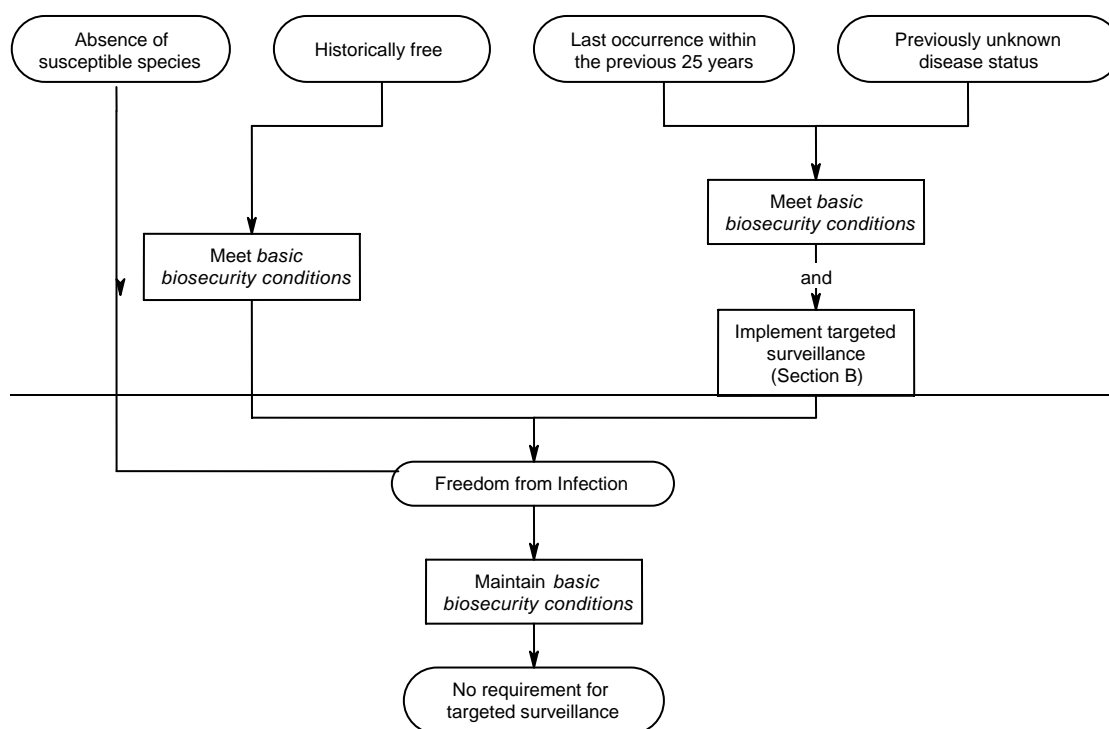 Absence of
susceptible species
Historically free
Last occurrence within
the previous 25 years
Previously unknown
disease status
Meet basic
biosecurity conditions
Meet basic
biosecurity conditions
and
Implement targeted
surveillance
(Section B)
Freedom from Infection
Maintain basic
biosecurity conditions
No requirement for
targeted surveillance